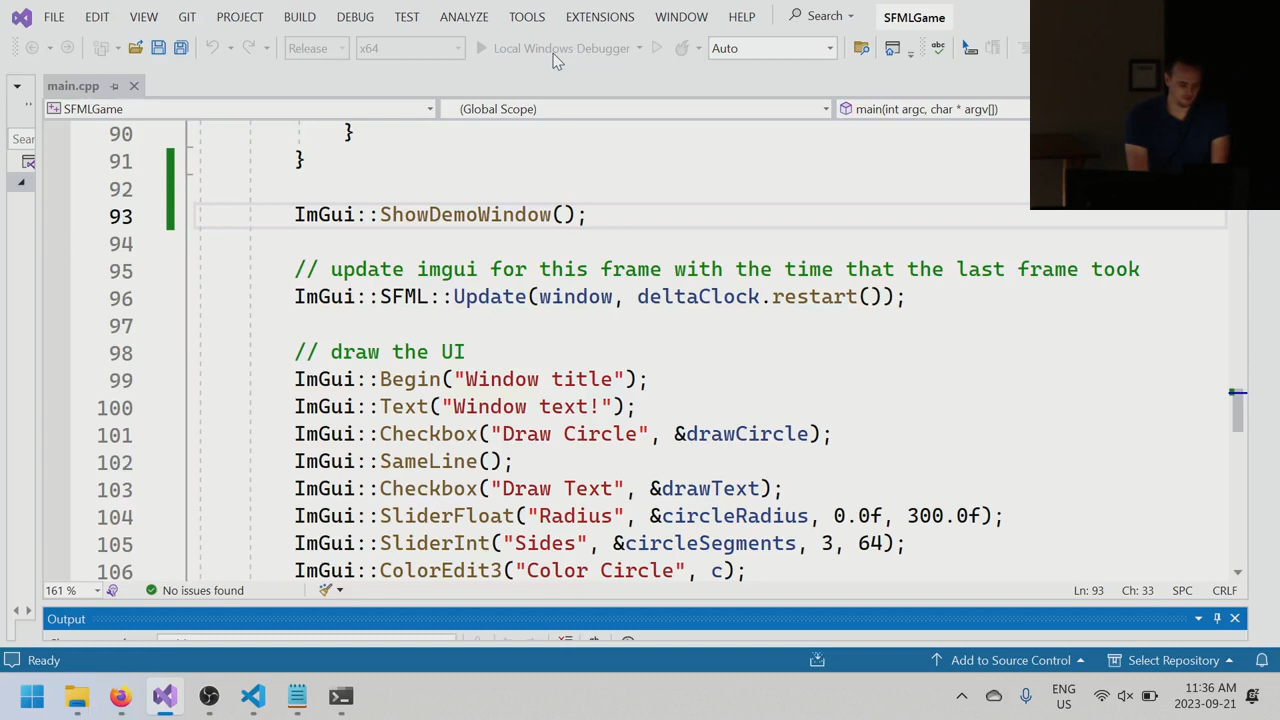 FILE EDIT VIEW GIT PROJECT BUILD DEBUG TEST ANALYZE TOOLS EXTENSIONS WINDOW HELP Search SFMLGame
Release x64 Local Windows Debugger Auto abc
main.cpp
SFMLGame (Global Scope) main(int argc, char * argv[])
Sear
90 }
91 }
92
93 ImGui::ShowDemoWindow();
94
95 // update imgui for this frame with the time that the last frame took
96 ImGui::SFML::Update(window, deltaClock.restart());
97
98 // draw the UI
99 ImGui::Begin("Window title");
100 ImGui::Text("Window text!");
101 ImGui::Checkbox("Draw Circle", &drawCircle);
102 ImGui::SameLine();
103 ImGui::Checkbox("Draw Text", &drawText);
104 ImGui::SliderFloat("Radius", &circleRadius, 0.0f, 300.0f);
105 ImGui::SliderInt("Sides", &circleSegments, 3, 64);
106 ImGui::ColorEdit3("Color Circle", c);
161 % No issues found Ln: 93 Ch: 33 SPC CRLF
Output
Ready Add to Source Control Select Repository
ENG 11:36 AM
US 2023-09-21